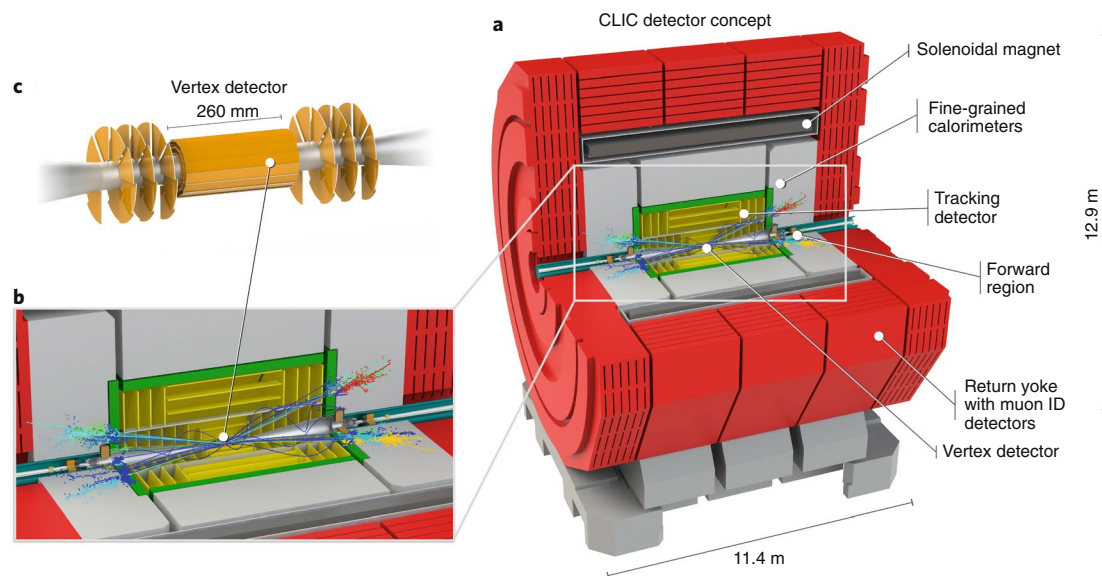 a
CLIC detector concept
Solenoidal magnet
Fine-grained
calorimeters
Tracking
detector
12.9 m
Forward
region
Return yoke
with muon ID
detectors
Vertex detector
11.4 m
c
Vertex detector
260 mm
b